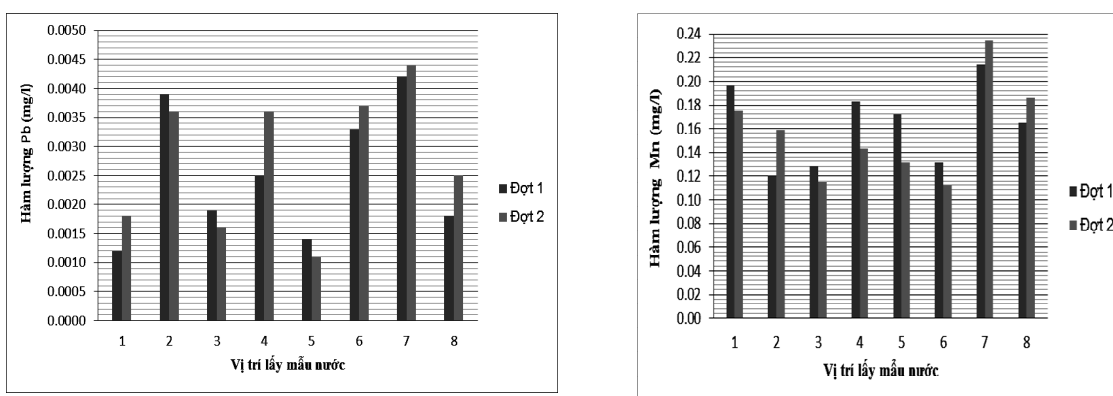 Hàm lượng Pb (mg/l)
0.0050
0.0045
0.0040
0.0035
0.0030
0.0025
0.0020
0.0015
0.0010
0.0005
0.0000
1 2 3 4 5 6 7 8
Vị trí lấy mẫu nước
Đợt 1
Đợt 2
Hàm lượng Mn (mg/l)
0.24
0.22
0.20
0.18
0.16
0.14
0.12
0.10
0.08
0.06
0.04
0.02
0.00
1 2 3 4 5 6 7 8
Vị trí lấy mẫu nước
Đợt 1
Đợt 2